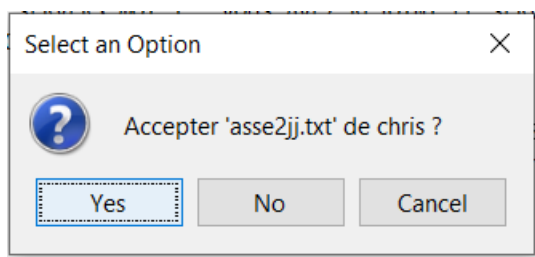 Select an Option
Accepter 'asse2jj.txt' de chris ?
Yes No Cancel